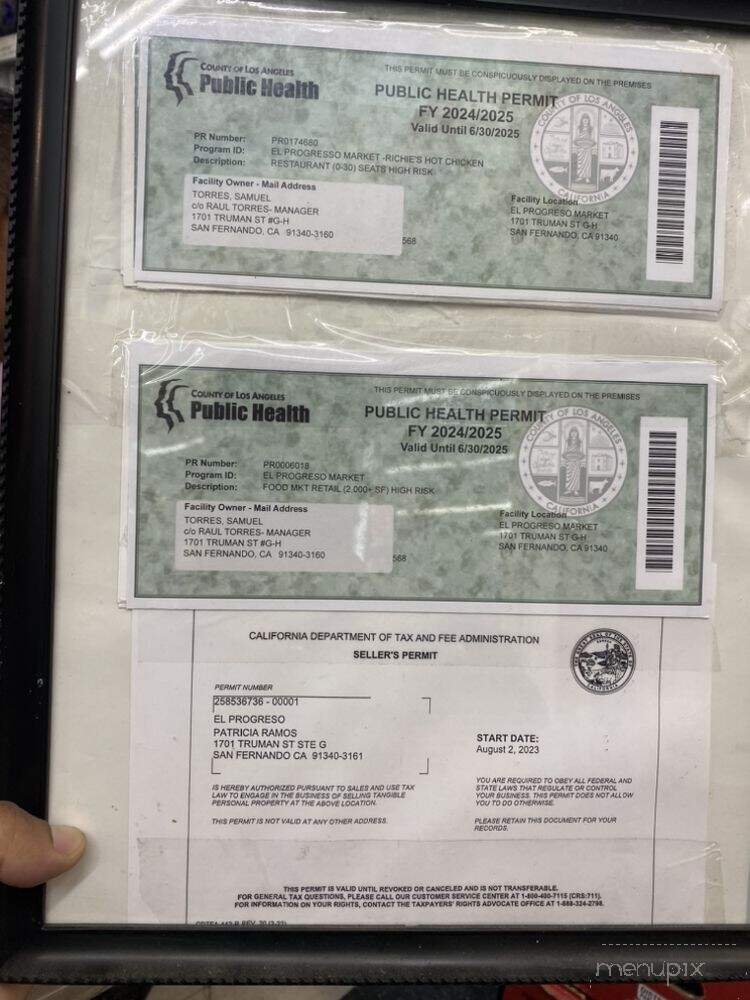 COUNTY OF LOS ANGELES
Public Health
THIS PERMIT MUST BE CONSPICUOUSLY DISPLAYED ON THE PREMISES
PUBLIC HEALTH PERMIT
FY 2024/2025
Valid Until 6/30/2025
COUNTY OF LOS ANGELES
CALIFORNIA
PR Number: PR0174680
Program ID: EL PROGRESSO MARKET -RICHIE'S HOT CHICKEN
Description: RESTAURANT (0-30) SEATS HIGH RISK
Facility Owner - Mail Address
TORRES, SAMUEL
c/o RAUL TORRES- MANAGER
1701 TRUMAN ST #G-H
SAN FERNANDO, CA 91340-3160
568
Facility Location
EL PROGRESO MARKET
1701 TRUMAN ST G-H
SAN FERNANDO, CA 91340
COUNTY OF LOS ANGELES
Public Health
THIS PERMIT MUST BE CONSPICUOUSLY DISPLAYED ON THE PREMISES
PUBLIC HEALTH PERMIT
FY 2024/2025
Valid Until 6/30/2025
COUNTY OF LOS ANGELES
CALIFORNIA
PR Number: PR0006018
Program ID: EL PROGRESO MARKET
Description: FOOD MKT RETAIL (2,000+ SF) HIGH RISK
Facility Owner - Mail Address
TORRES, SAMUEL
c/o RAUL TORRES- MANAGER
1701 TRUMAN ST #G-H
SAN FERNANDO, CA 91340-3160
568
Facility Location
EL PROGRESO MARKET
1701 TRUMAN ST G-H
SAN FERNANDO, CA 91340
CALIFORNIA DEPARTMENT OF TAX AND FEE ADMINISTRATION
SELLER'S PERMIT
PERMIT NUMBER
258536736 - 00001
EL PROGRESO
PATRICIA RAMOS
1701 TRUMAN ST STE G
SAN FERNANDO CA 91340-3161
START DATE:
August 2, 2023
IS HEREBY AUTHORIZED PURSUANT TO SALES AND USE TAX
LAW TO ENGAGE IN THE BUSINESS OF SELLING TANGIBLE
PERSONAL PROPERTY AT THE ABOVE LOCATION.
THIS PERMIT IS NOT VALID AT ANY OTHER ADDRESS.
YOU ARE REQUIRED TO OBEY ALL FEDERAL AND
STATE LAWS THAT REGULATE OR CONTROL
YOUR BUSINESS. THIS PERMIT DOES NOT ALLOW
YOU TO DO OTHERWISE.
PLEASE RETAIN THIS DOCUMENT FOR YOUR
RECORDS.
THIS PERMIT IS VALID UNTIL REVOKED OR CANCELED AND IS NOT TRANSFERABLE.
FOR GENERAL TAX QUESTIONS, PLEASE CALL OUR CUSTOMER SERVICE CENTER AT 1-800-400-7115 (CRS:711).
FOR INFORMATION ON YOUR RIGHTS, CONTACT THE TAXPAYERS' RIGHTS ADVOCATE OFFICE AT 1-888-324-2798.
menupix